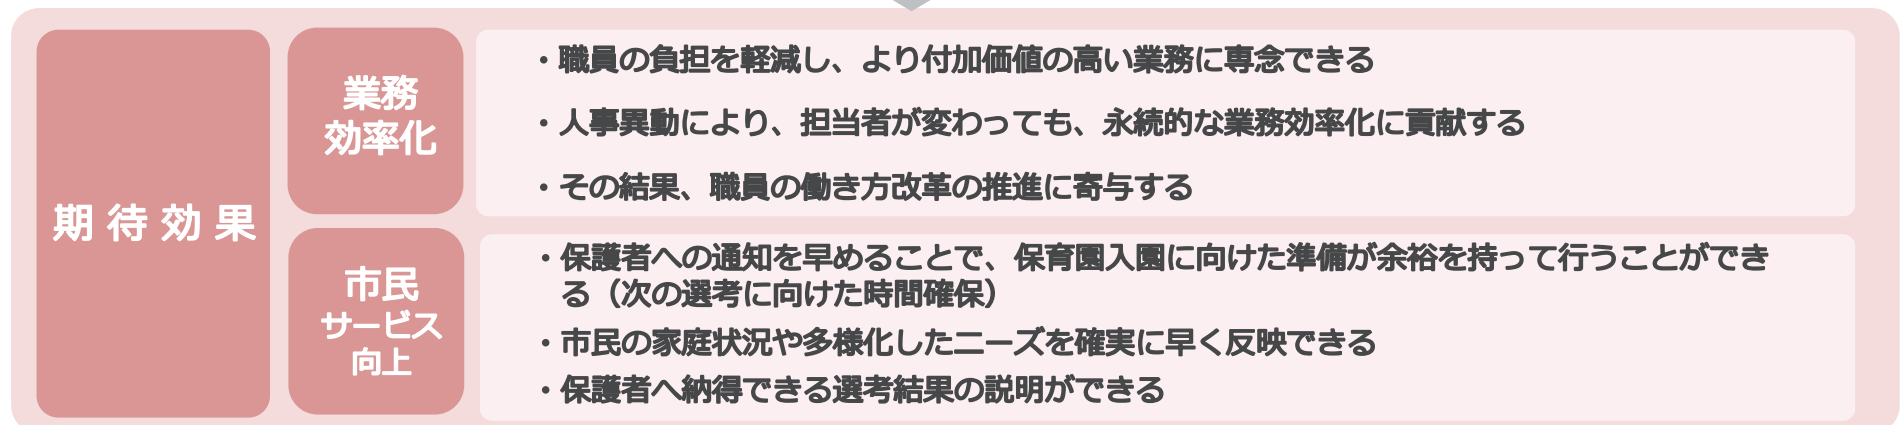 期待効果
業務
効率化
・職員の負担を軽減し、より付加価値の高い業務に専念できる
・人事異動により、担当者が変わっても、永続的な業務効率化に貢献する
・その結果、職員の働き方改革の推進に寄与する
市民
サービス
向上
・保護者への通知を早めることで、保育園入園に向けた準備が余裕を持って行うことができ
る（次の選考に向けた時間確保）
・市民の家庭状況や多様化したニーズを確実に早く反映できる
・保護者へ納得できる選考結果の説明ができる